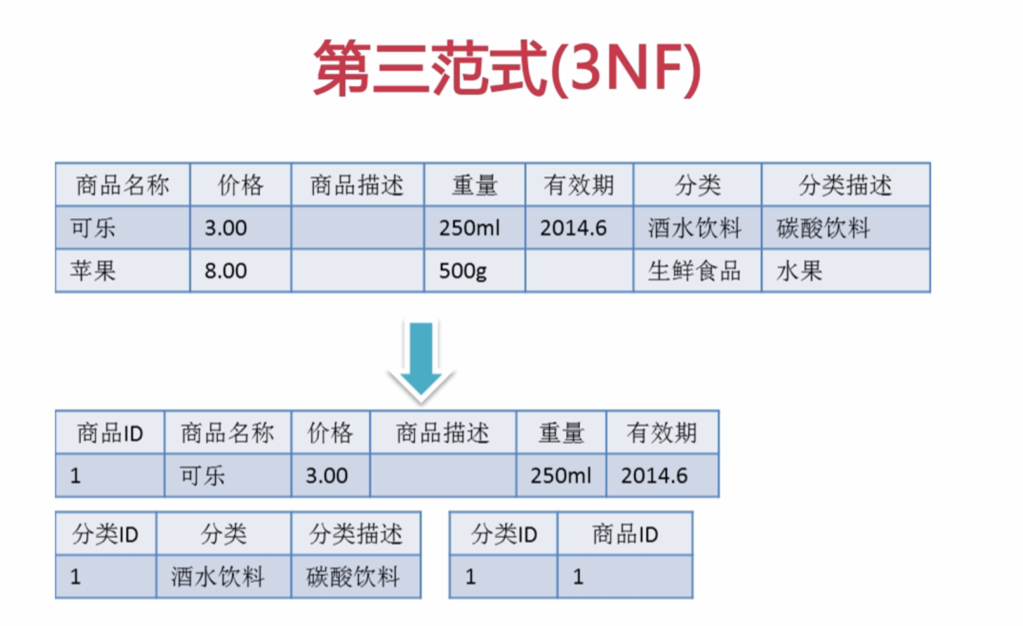 第三范式(3NF)
商品名称 价格 商品描述 重量 有效期 分类 分类描述
可乐 3.00 250ml 2014.6 酒水饮料 碳酸饮料
苹果 8.00 500g 生鲜食品 水果
商品ID 商品名称 价格 商品描述 重量 有效期
1 可乐 3.00 250ml 2014.6
分类ID 分类 分类描述
1 酒水饮料 碳酸饮料
分类ID 商品ID
1 1